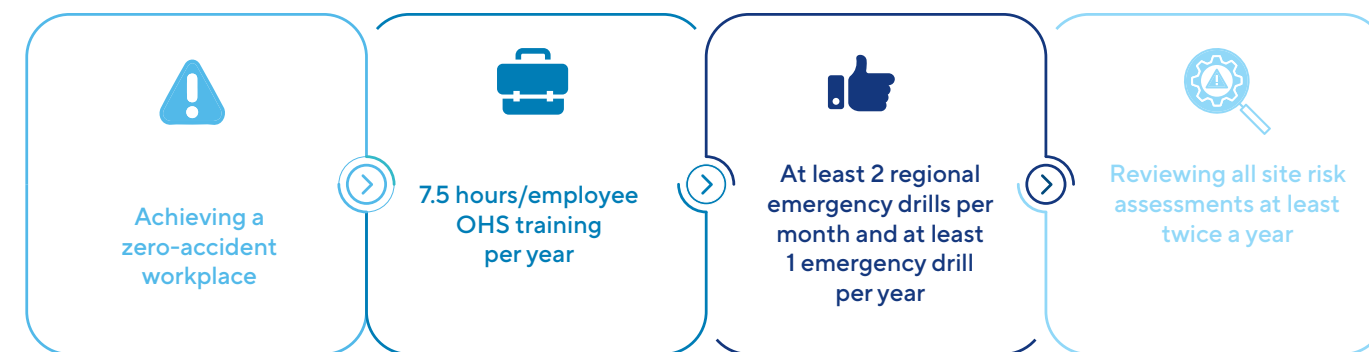 Achieving a
zero-accident
workplace
7.5 hours/employee
OHS training
per year
At least 2 regional
emergency drills per
month and at least
1 emergency drill
per year
Reviewing all site risk
assessments at least
twice a year